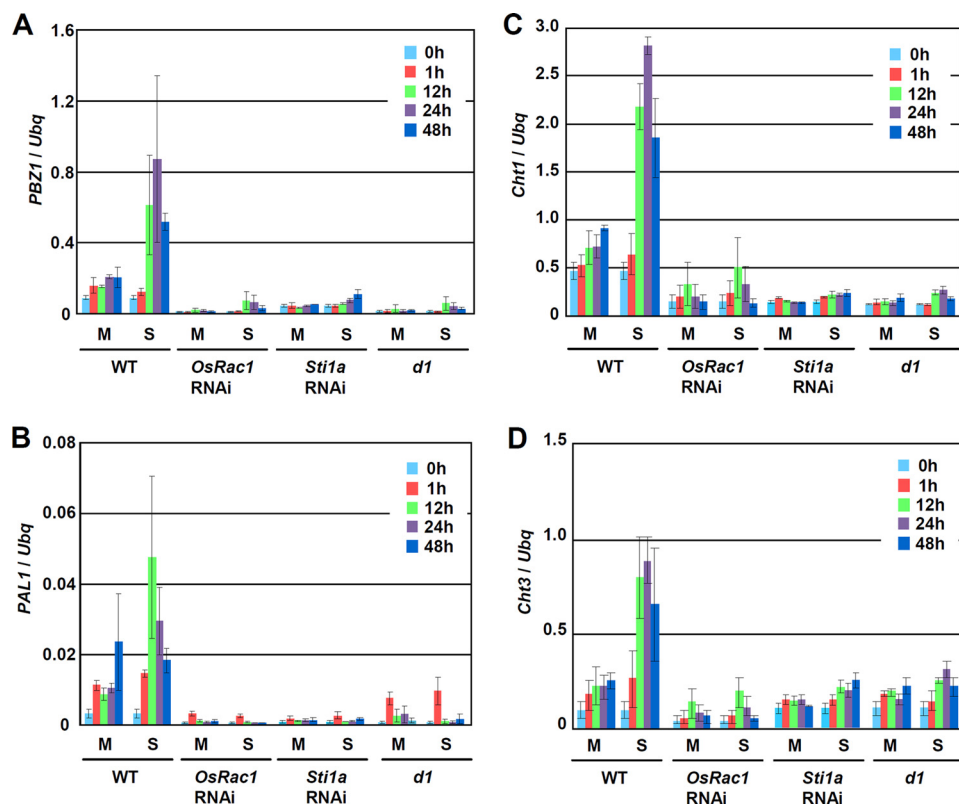 A
PBZ1 / Ubq
1.6
1.2
0.8
0.4
0
0h
1h
12h
24h
48h
M S M S M S M S
WT OsRac1 RNAi Sti1a RNAi d1
C
Cht1 / Ubq
3.0
2.5
2.0
1.5
1.0
0.5
0
0h
1h
12h
24h
48h
M S M S M S M S
WT OsRac1 RNAi Sti1a RNAi d1
B
PAL1 / Ubq
0.08
0.06
0.04
0.02
0
0h
1h
12h
24h
48h
M S M S M S M S
WT OsRac1 RNAi Sti1a RNAi d1
D
Cht3 / Ubq
1.5
1.0
0.5
0
0h
1h
12h
24h
48h
M S M S M S M S
WT OsRac1 RNAi Sti1a RNAi d1